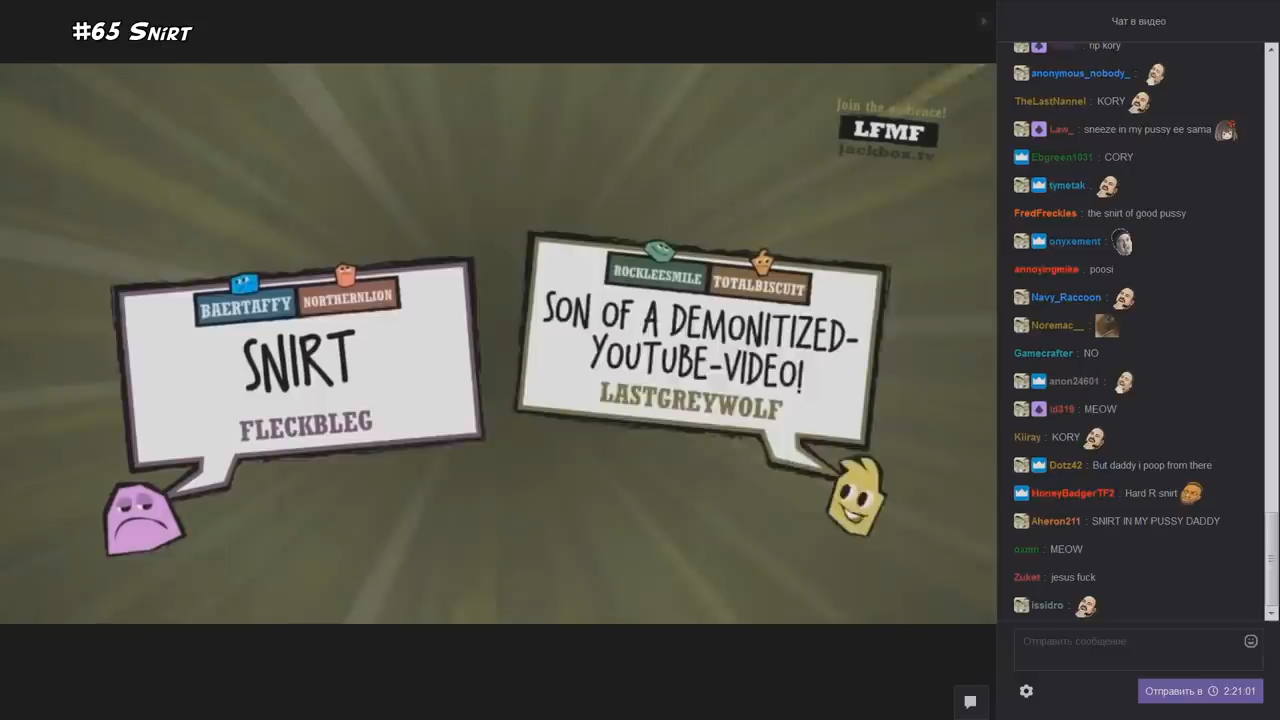 #65 SNIRT
Join the audience!
LFMF
jackbox.tv
BAERTAFFY
NORTHERNLION
SNIRT
FLECKBLEG
ROCKLEESMILE
TOTALBISCUIT
SON OF A DEMONITIZED-
YOUTUBE-VIDEO!
LASTGREYWOLF
Чат в видео
rip kory
anonymous_nobody_ :
TheLastNannel : KORY
Law_ : sneeze in my pussy ee sama
Ebgreen1031 : CORY
tymetak :
FredFreckles : the snirt of good pussy
onyxement :
annoyingmike : poosi
Navy_Raccoon :
Noremac__ :
Gamecrafter : NO
anon24601 :
id319 : MEOW
Kiiray : KORY
Dotz42 : But daddy i poop from there
HoneyBadgerTF2 : Hard R snirt
Aheron211 : SNIRT IN MY PUSSY DADDY
: MEOW
Zuket : jesus fuck
Issidro :
Отправить сообщение
Отправить в 2:21:01